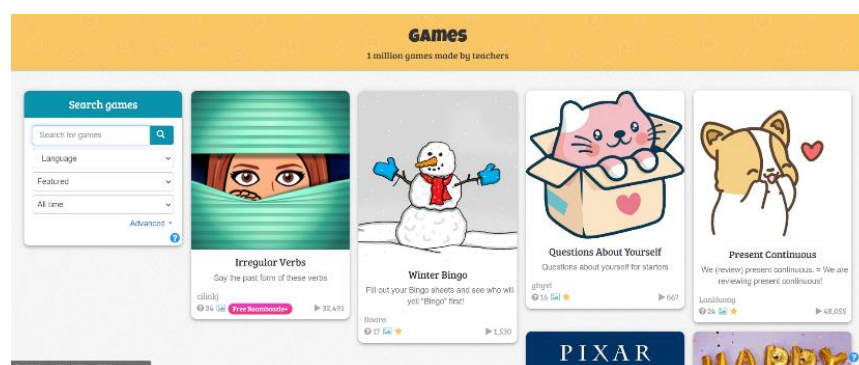 Games
1 million games made by teachers
Search games
Search for games
Language
Featured
All time
Advanced
Irregular Verbs
Say the past form of these verbs
34 Free Baamboozle+ 32,491
Winter Bingo
Fill out your Bingo sheets and see who will
yell "Bingo" first!
17 1,530
Questions About Yourself
Questions about yourself for starters
16 667
Present Continuous
We (review) present continuous. = We are
reviewing present continuous!
24 48,055
PIXAR
HAPPY